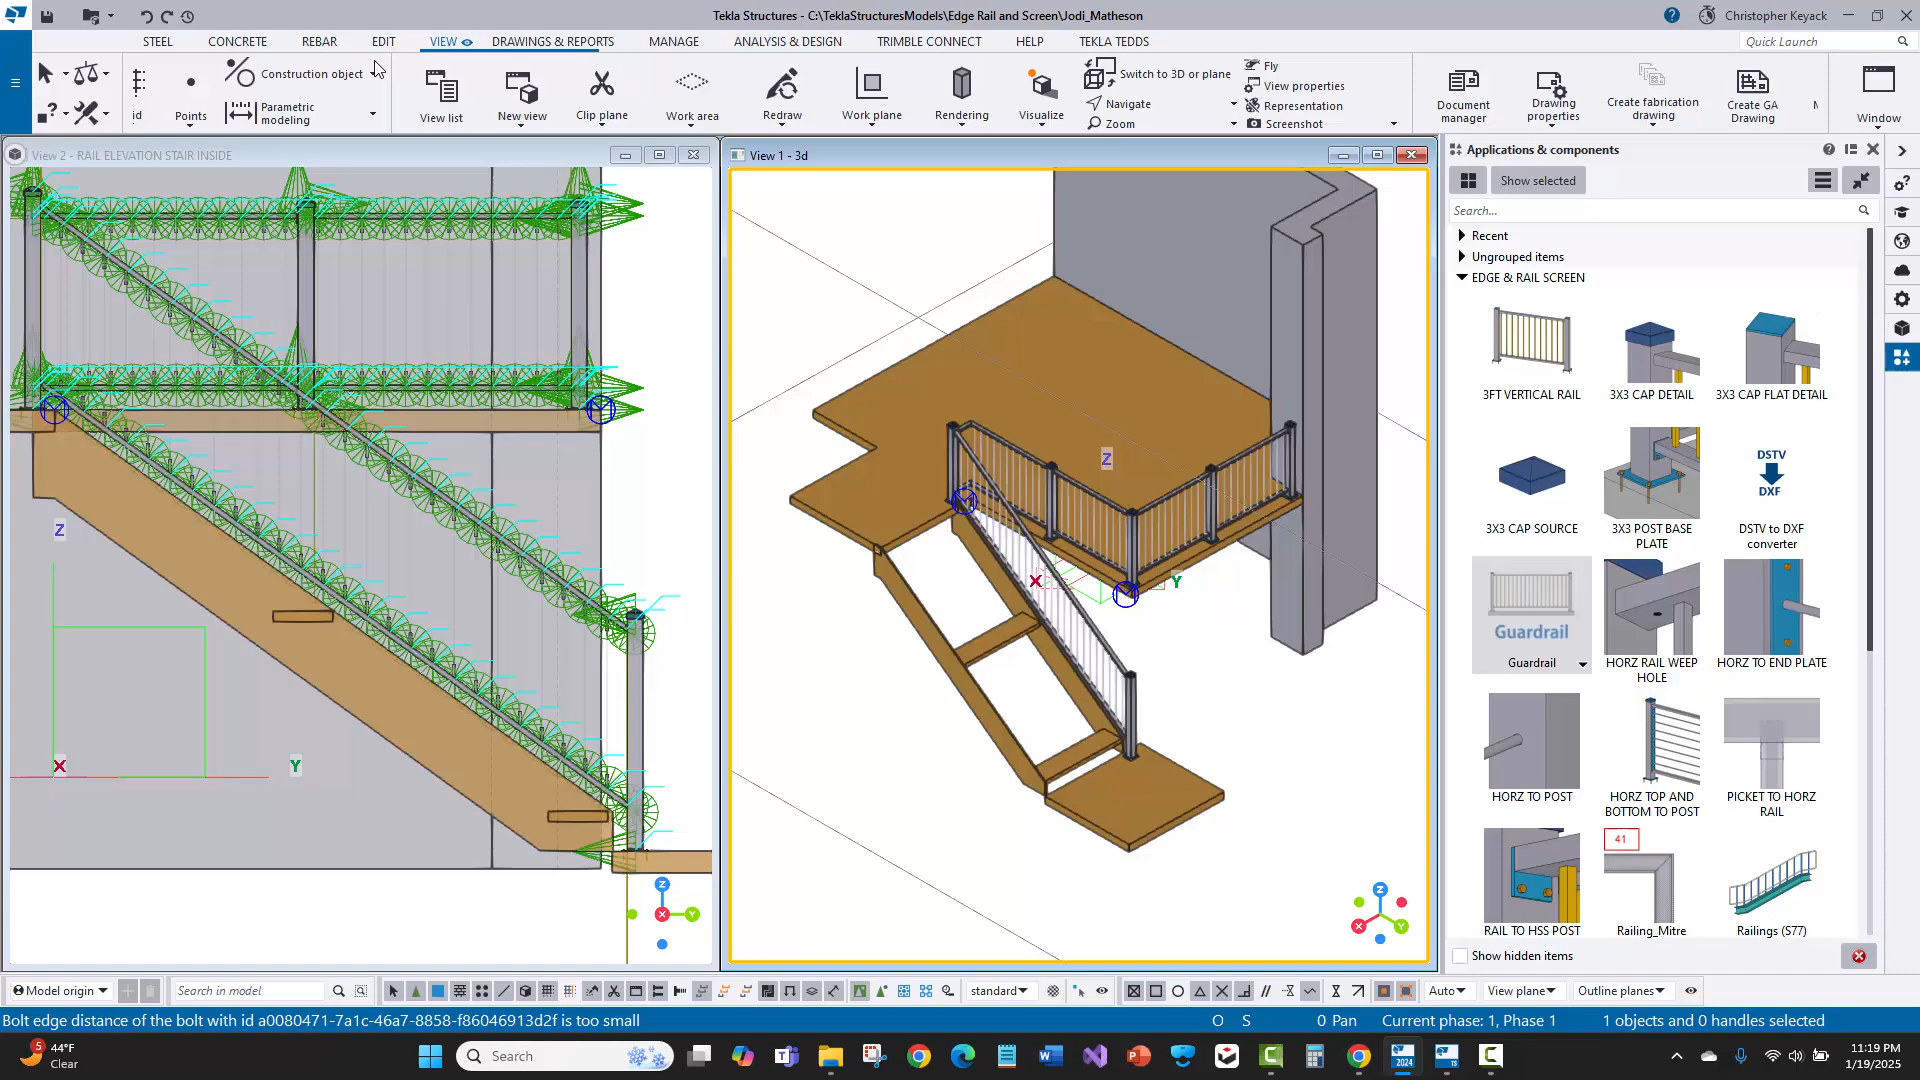 Tekla Structures - C:\TeklaStructuresModels\Edge Rail and Screen\Jodi_Matheson
Christopher Keyack
STEEL
CONCRETE
REBAR
EDIT
VIEW
DRAWINGS & REPORTS
MANAGE
ANALYSIS & DESIGN
TRIMBLE CONNECT
HELP
TEKLA TEDDS
Quick Launch
id
Points
Construction object
Parametric
modeling
View list
New view
Clip plane
Work area
Redraw
Work plane
Rendering
Visualize
Switch to 3D or plane
Navigate
Zoom
Fly
View properties
Representation
Screenshot
Document
manager
Drawing
properties
Create fabrication
drawing
Create GA
Drawing
Window
View 2 - RAIL ELEVATION STAIR INSIDE
View 1 - 3d
Z
X
Y
Z
X
Y
Z
X
Y
Z
X
Y
Applications & components
Show selected
Search...
Recent
Ungrouped items
EDGE & RAIL SCREEN
3FT VERTICAL RAIL
3X3 CAP DETAIL
3X3 CAP FLAT DETAIL
3X3 CAP SOURCE
3X3 POST BASE
PLATE
DSTV
DXF
DSTV to DXF
converter
Guardrail
Guardrail
HORZ RAIL WEEP
HOLE
HORZ TO END PLATE
HORZ TO POST
HORZ TOP AND
BOTTOM TO POST
PICKET TO HORZ
RAIL
RAIL TO HSS POST
41
Railing_Mitre
Railings (S77)
Show hidden items
Model origin
Search in model
standard
Auto
View plane
Outline planes
Bolt edge distance of the bolt with id a0080471-7a1c-46a7-8858-f86046913d2f is too small
O
S
0 Pan
Current phase: 1, Phase 1
1 objects and 0 handles selected
5
44°F
Clear
Search
2024
11:19 PM
1/19/2025